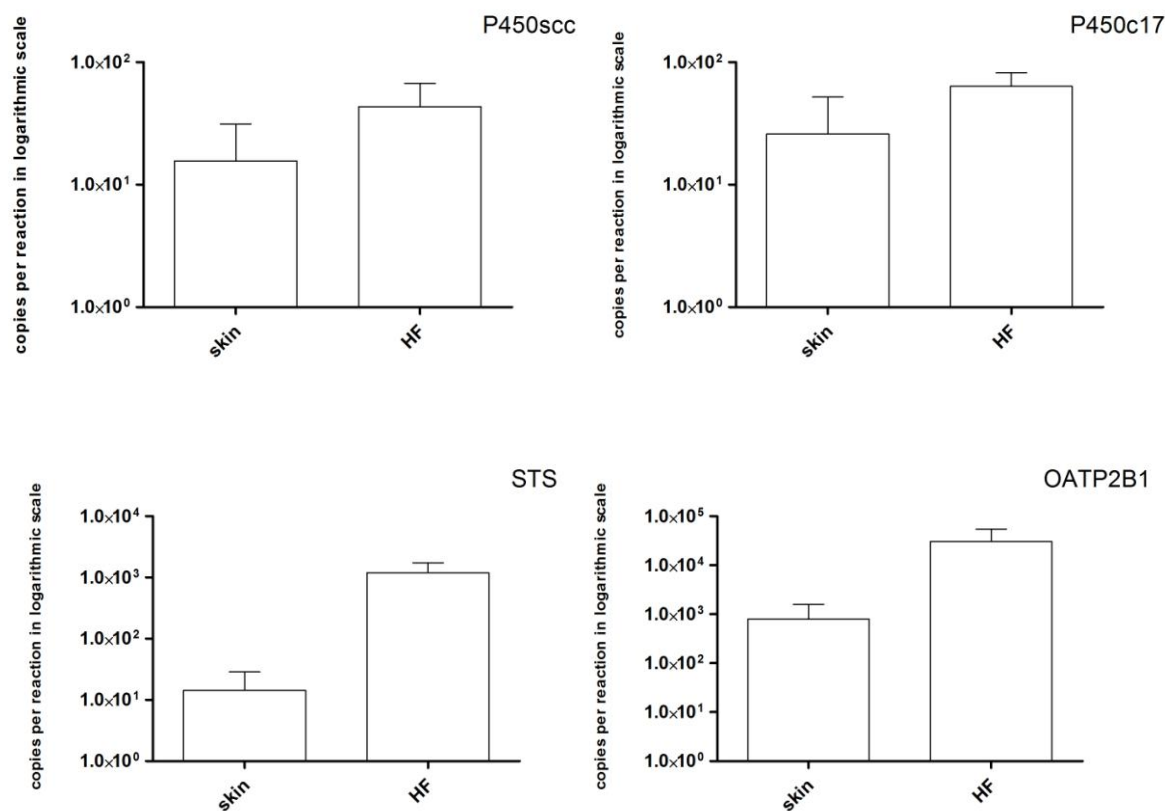 P450scc
copies per reaction in logarithmic scale
1.0×10²
1.0×10¹
1.0×10⁰
skin
HF
P450c17
copies per reaction in logarithmic scale
1.0×10²
1.0×10¹
1.0×10⁰
skin
HF
STS
copies per reaction in logarithmic scale
1.0×10⁴
1.0×10³
1.0×10²
1.0×10¹
1.0×10⁰
skin
HF
OATP2B1
copies per reaction in logarithmic scale
1.0×10⁵
1.0×10⁴
1.0×10³
1.0×10²
1.0×10¹
1.0×10⁰
skin
HF